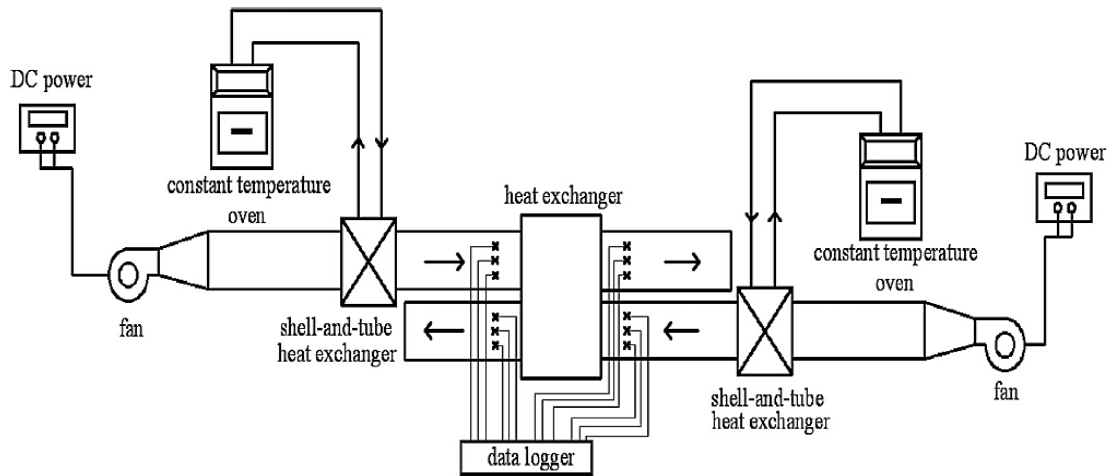 DC power
constant temperature
oven
fan
shell-and-tube
heat exchanger
heat exchanger
data logger
constant temperature
oven
DC power
shell-and-tube
heat exchanger
fan